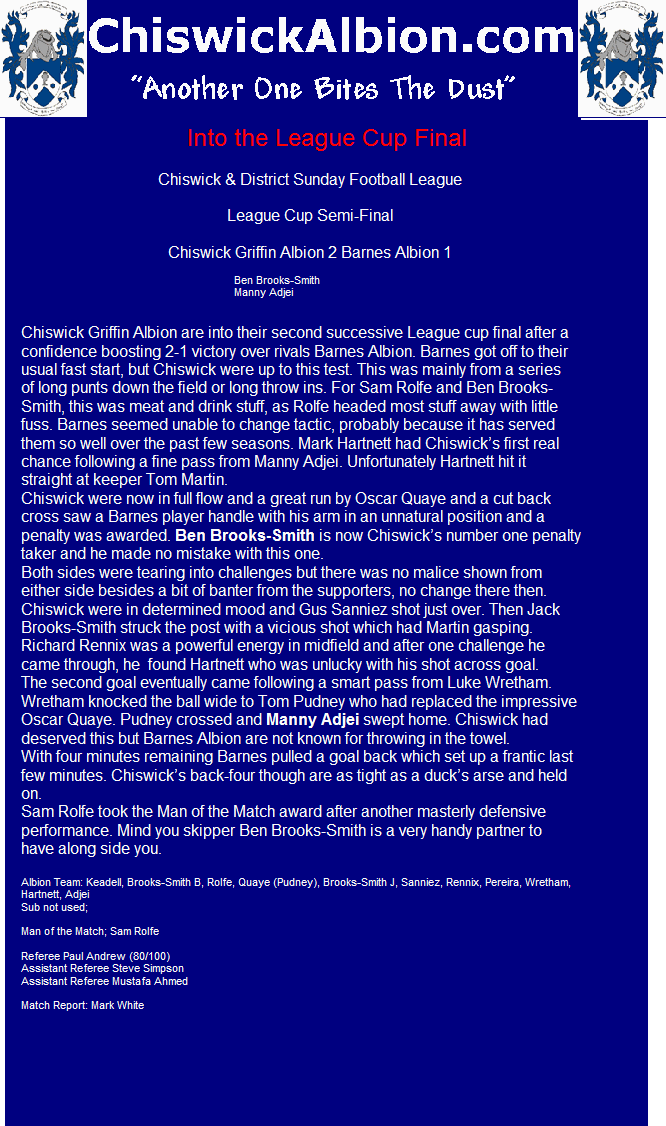 ChiswickAlbion.com
“Another One Bites The Dust”
Into the League Cup Final
Chiswick & District Sunday Football League
League Cup Semi-Final
Chiswick Griffin Albion 2 Barnes Albion 1
Ben Brooks-Smith
Manny Adjei
Chiswick Griffin Albion are into their second successive League cup final after a
confidence boosting 2-1 victory over rivals Barnes Albion. Barnes got off to their
usual fast start, but Chiswick were up to this test. This was mainly from a series
of long punts down the field or long throw ins. For Sam Rolfe and Ben Brooks-
Smith, this was meat and drink stuff, as Rolfe headed most stuff away with little
fuss. Barnes seemed unable to change tactic, probably because it has served
them so well over the past few seasons. Mark Hartnett had Chiswick’s first real
chance following a fine pass from Manny Adjei. Unfortunately Hartnett hit it
straight at keeper Tom Martin.
Chiswick were now in full flow and a great run by Oscar Quaye and a cut back
cross saw a Barnes player handle with his arm in an unnatural position and a
penalty was awarded. Ben Brooks-Smith is now Chiswick’s number one penalty
taker and he made no mistake with this one.
Both sides were tearing into challenges but there was no malice shown from
either side besides a bit of banter from the supporters, no change there then.
Chiswick were in determined mood and Gus Sanniez shot just over. Then Jack
Brooks-Smith struck the post with a vicious shot which had Martin gasping.
Richard Rennix was a powerful energy in midfield and after one challenge he
came through, he  found Hartnett who was unlucky with his shot across goal.
The second goal eventually came following a smart pass from Luke Wretham.
Wretham knocked the ball wide to Tom Pudney who had replaced the impressive
Oscar Quaye. Pudney crossed and Manny Adjei swept home. Chiswick had
deserved this but Barnes Albion are not known for throwing in the towel.
With four minutes remaining Barnes pulled a goal back which set up a frantic last
few minutes. Chiswick’s back-four though are as tight as a duck’s arse and held
on.
Sam Rolfe took the Man of the Match award after another masterly defensive
performance. Mind you skipper Ben Brooks-Smith is a very handy partner to
have along side you.
Albion Team: Keadell, Brooks-Smith B, Rolfe, Quaye (Pudney), Brooks-Smith J, Sanniez, Rennix, Pereira, Wretham,
Hartnett, Adjei
Sub not used;
Man of the Match; Sam Rolfe
Referee Paul Andrew (80/100)
Assistant Referee Steve Simpson
Assistant Referee Mustafa Ahmed
Match Report: Mark White